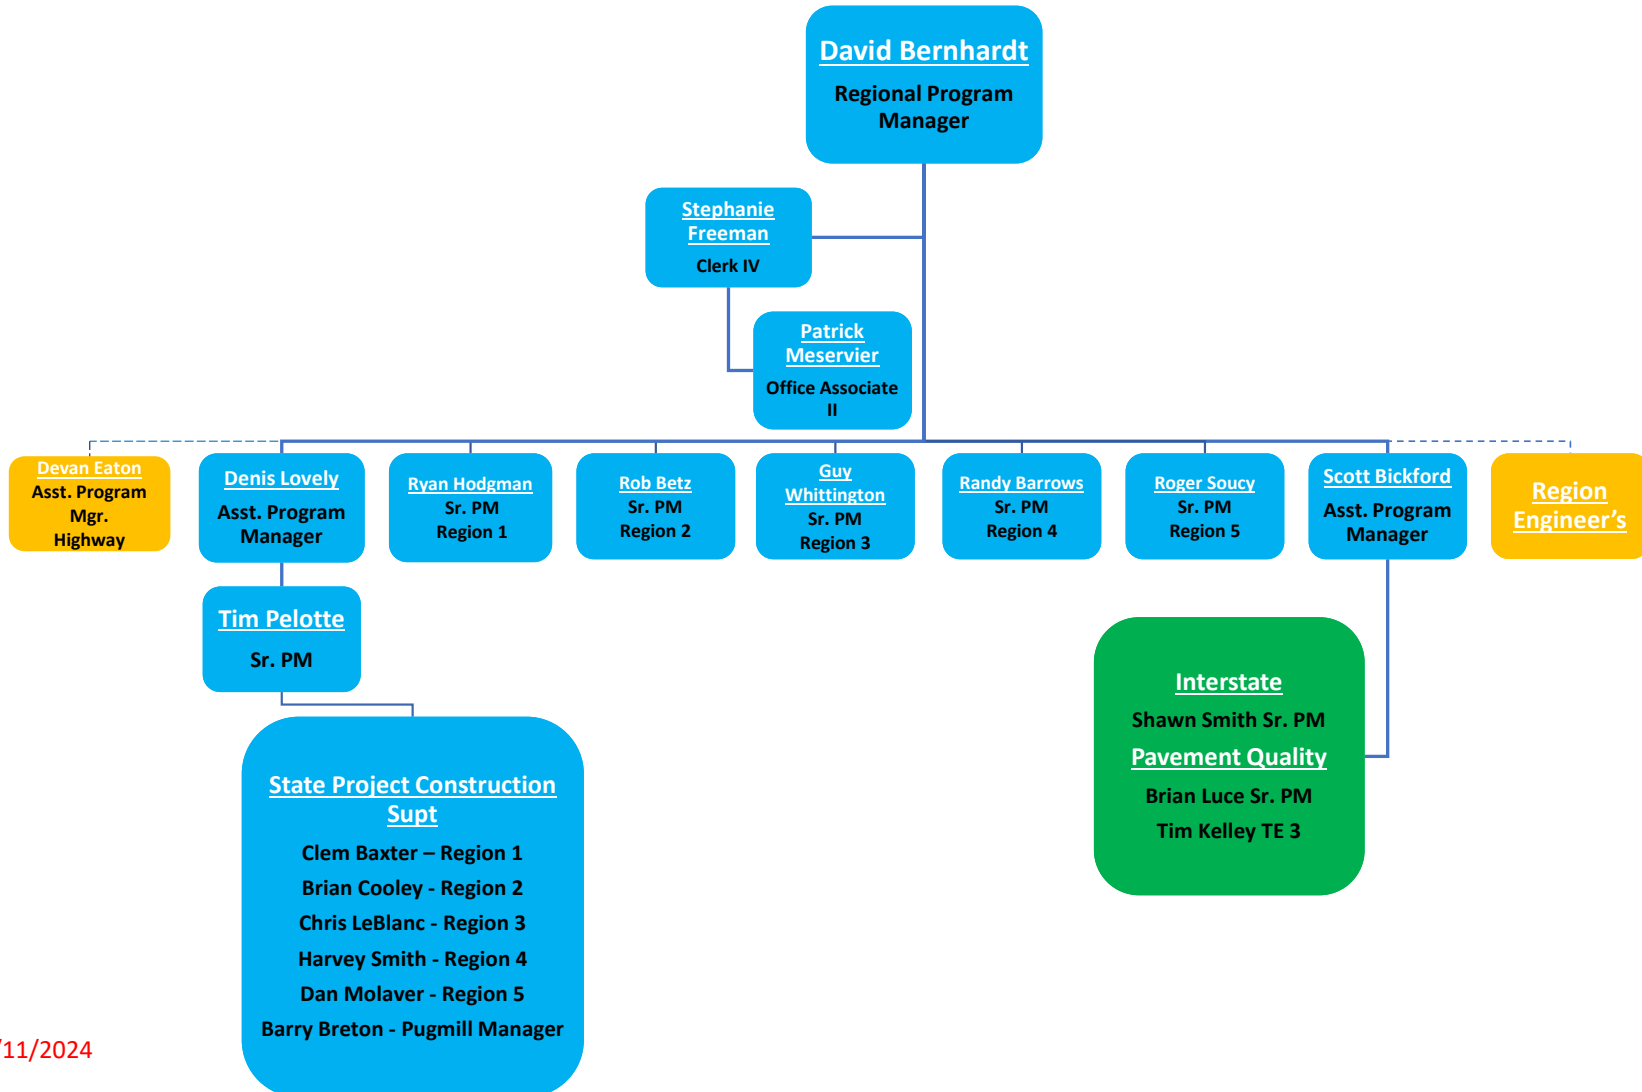 David Bernhardt
Regional Program
Manager
Stephanie
Freeman
Clerk IV
Patrick
Meservier
Office Associate
II
Devan Eaton
Asst. Program
Mgr.
Highway
Denis Lovely
Asst. Program
Manager
Ryan Hodgman
Sr. PM
Region 1
Rob Betz
Sr. PM
Region 2
Guy
Whittington
Sr. PM
Region 3
Randy Barrows
Sr. PM
Region 4
Roger Soucy
Sr. PM
Region 5
Scott Bickford
Asst. Program
Manager
Region
Engineer’s
Tim Pelotte
Sr. PM
State Project Construction
Supt
Clem Baxter – Region 1
Brian Cooley - Region 2
Chris LeBlanc - Region 3
Harvey Smith - Region 4
Dan Molaver - Region 5
Barry Breton - Pugmill Manager
Interstate
Shawn Smith Sr. PM
Pavement Quality
Brian Luce Sr. PM
Tim Kelley TE 3
/11/2024